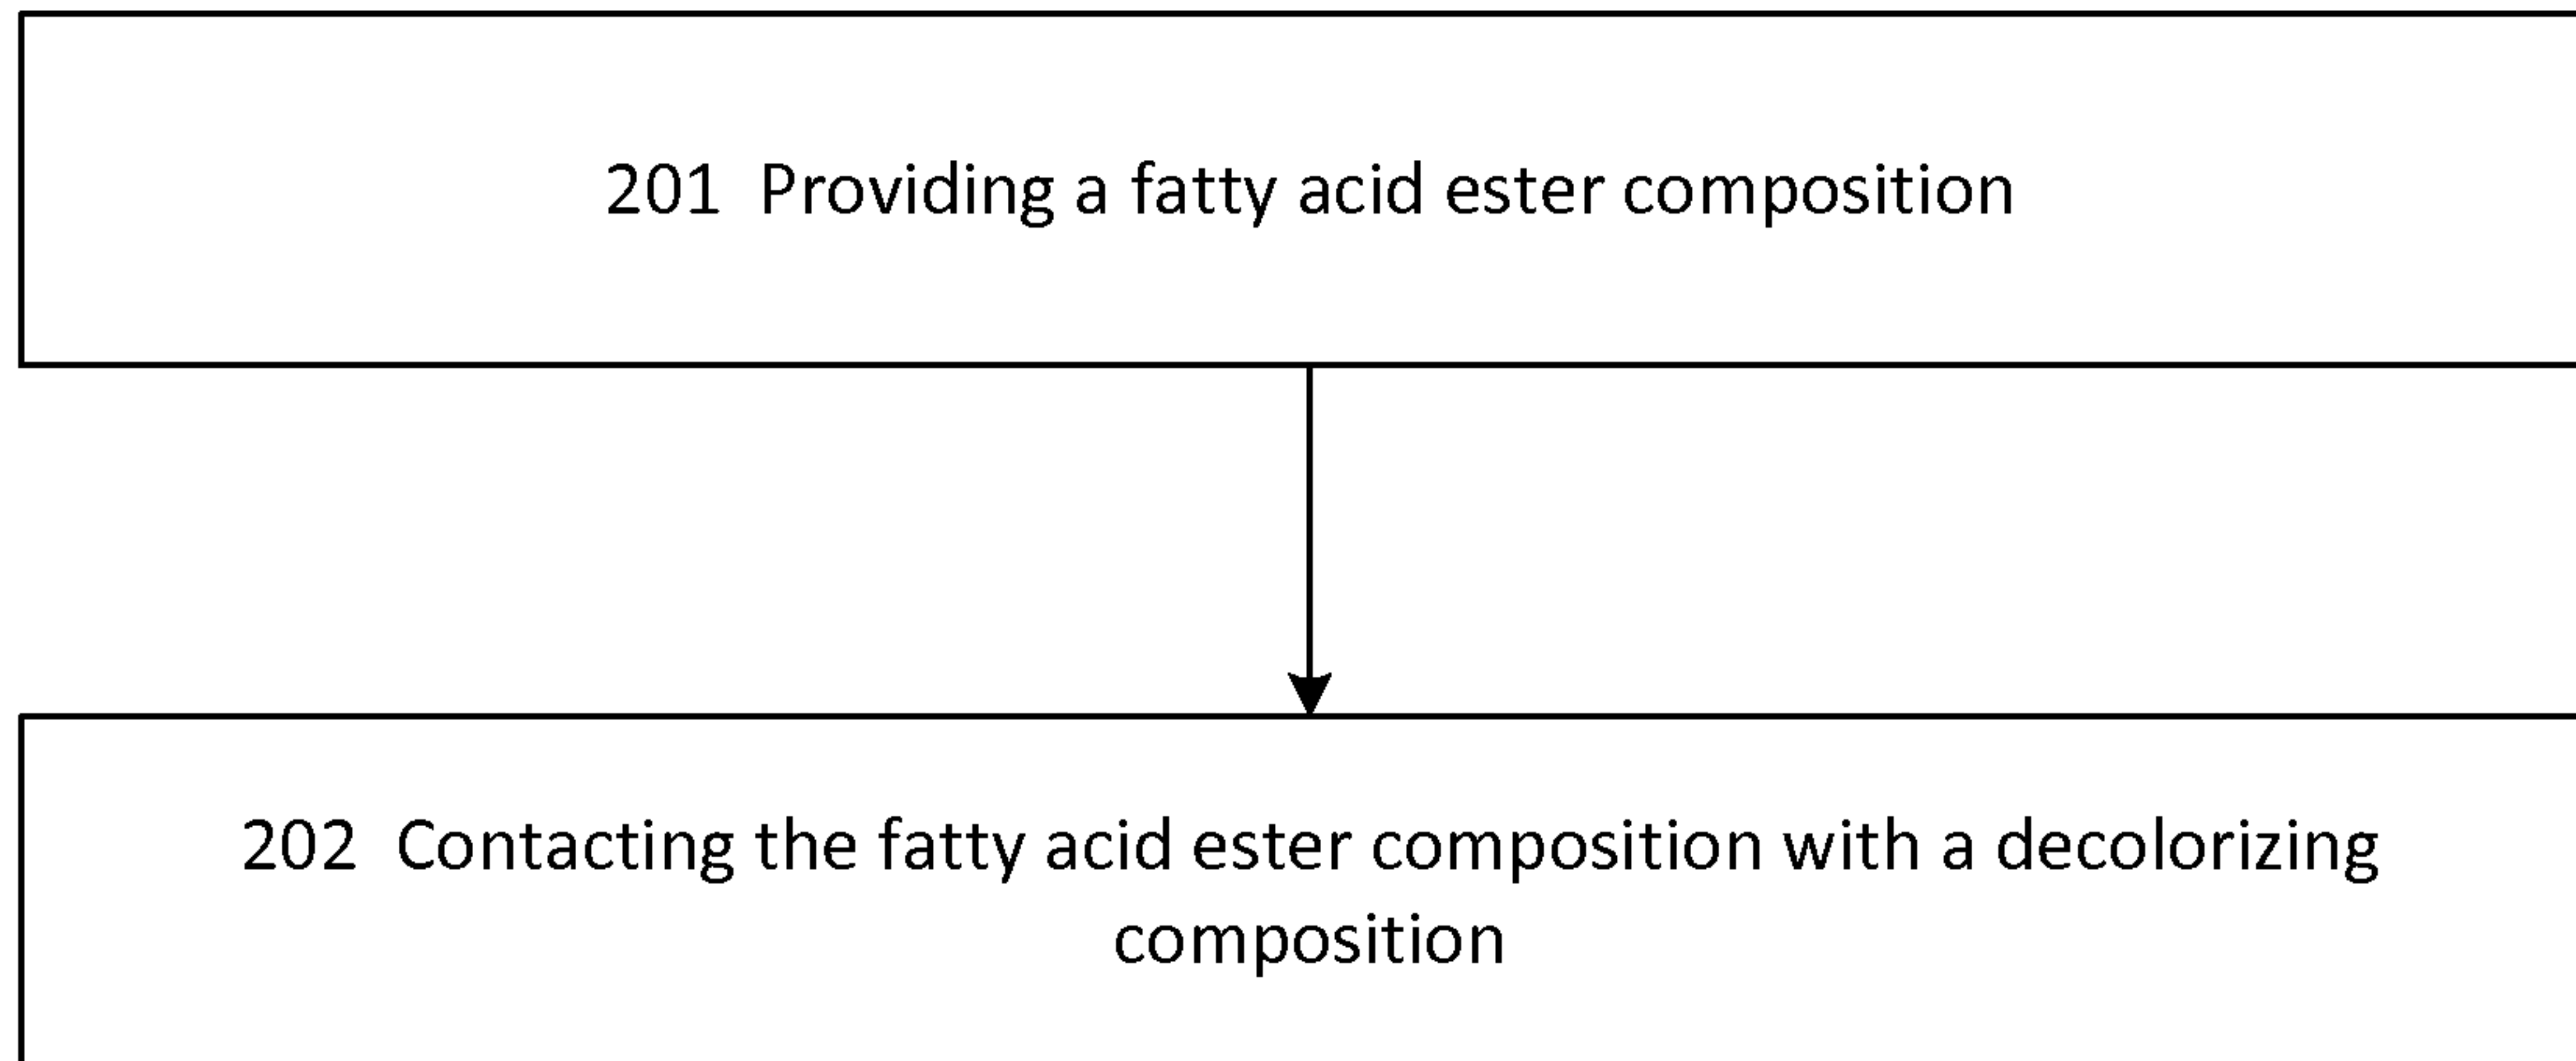 201 Providing a fatty acid ester composition
202 Contacting the fatty acid ester composition with a decolorizing
composition